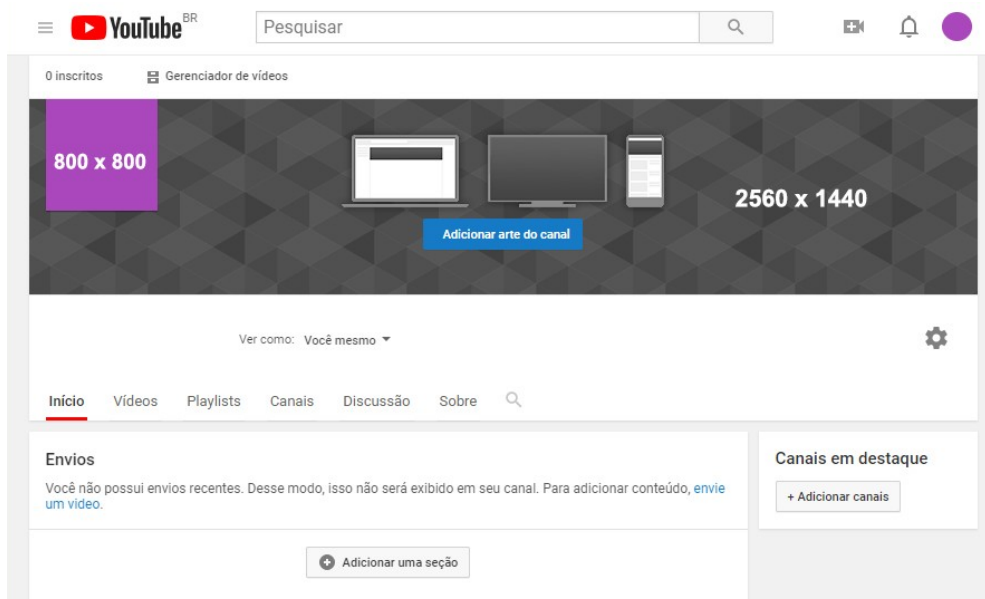 YouTube BR
Pesquisar
0 inscritos
Gerenciador de vídeos
800 x 800
2560 x 1440
Adicionar arte do canal
Ver como: Você mesmo
Início Vídeos Playlists Canais Discussão Sobre
Envios
Você não possui envios recentes. Desse modo, isso não será exibido em seu canal. Para adicionar conteúdo, envie
um video.
Adicionar uma seção
Canais em destaque
+ Adicionar canais